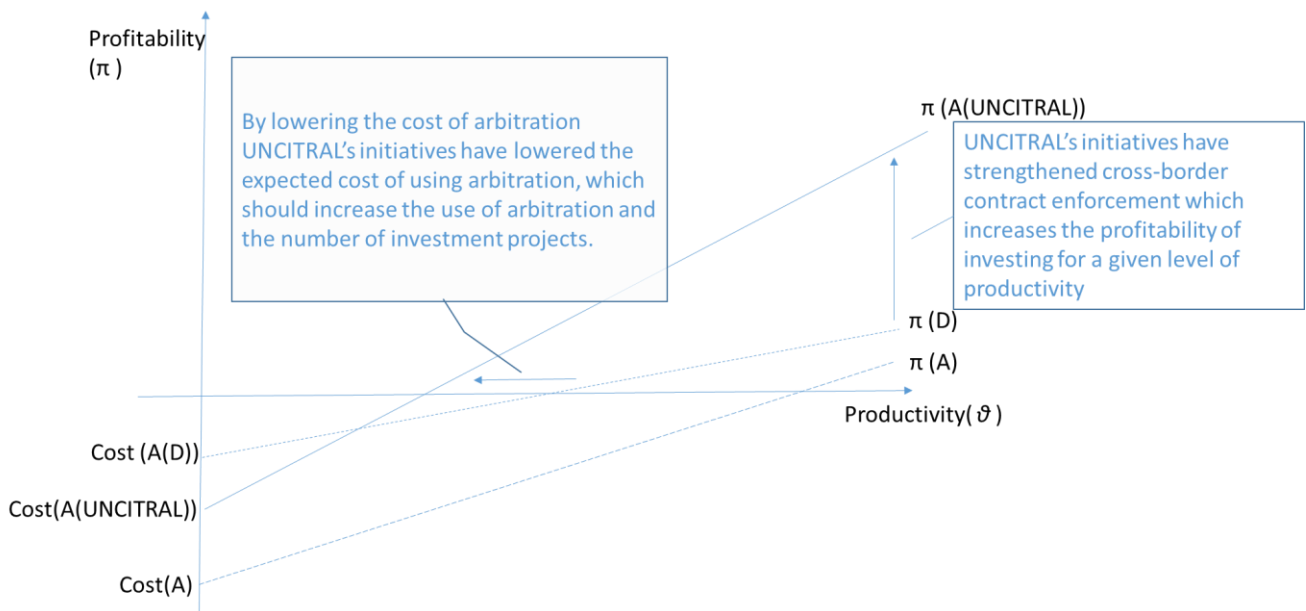 Profitability
(π )
By lowering the cost of arbitration
UNCITRAL’s initiatives have lowered the
expected cost of using arbitration, which
should increase the use of arbitration and
the number of investment projects.
π (A(UNCITRAL))
UNCITRAL’s initiatives have
strengthened cross-border
contract enforcement which
increases the profitability of
investing for a given level of
productivity
π (D)
π (A)
Productivity( ϑ )
Cost (A(D))
Cost(A(UNCITRAL))
Cost(A)